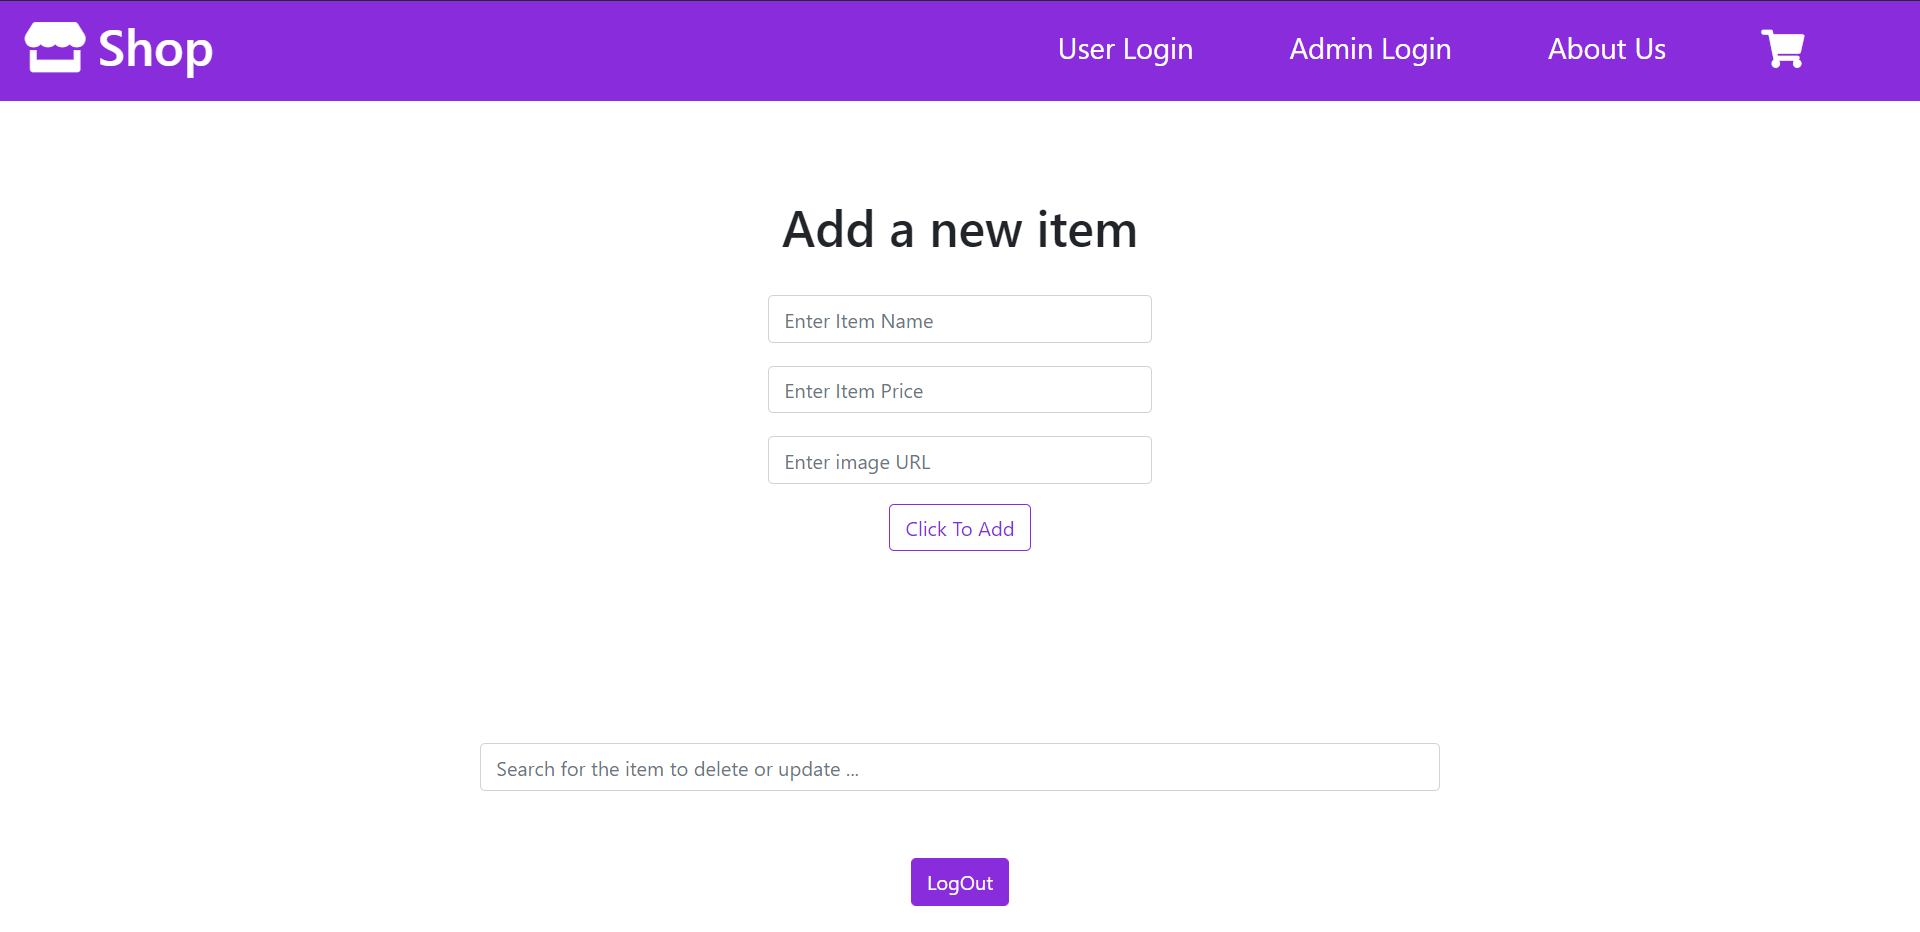 Shop User Login Admin Login About Us
Add a new item
Enter Item Name
Enter Item Price
Enter image URL
Click To Add
Search for the item to delete or update ...
LogOut